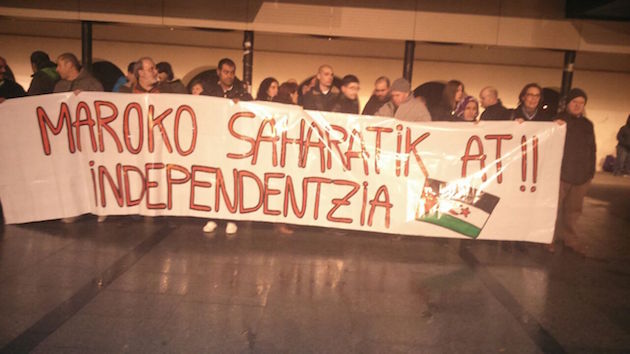 MAROKO SAHARATiK AT!!
iNDEPENDENTZiA